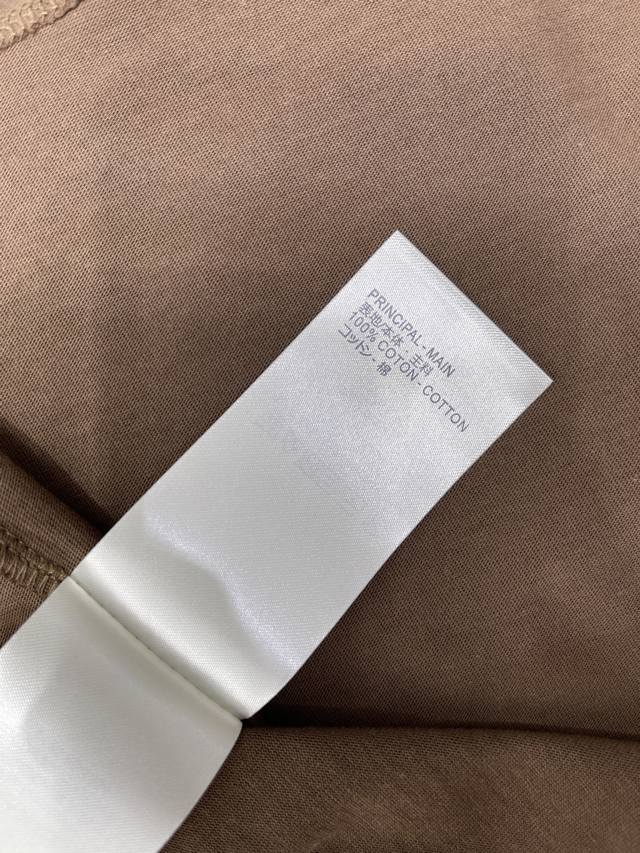 PRINCIPAL - MAIN
表地/本体 · 主料
100% COTON - COTTON
コットン - 棉